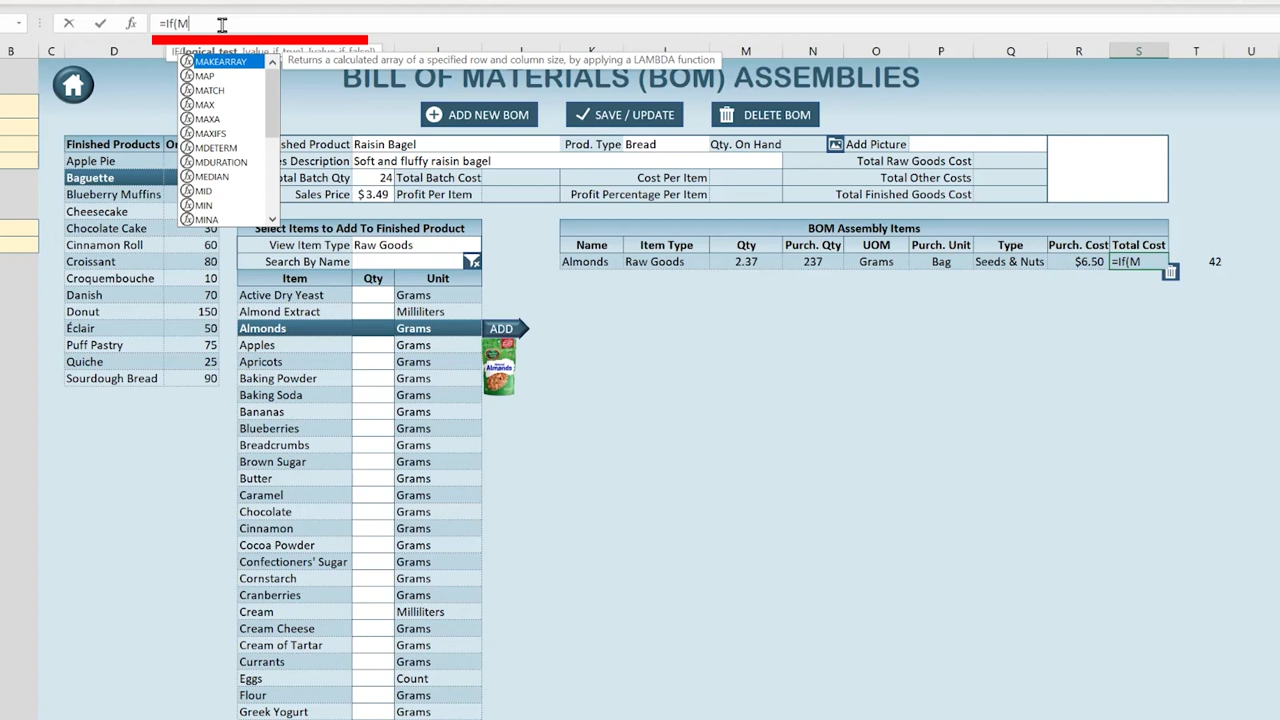 =If(M
IF(logical_test, [value_if_true], [value_if_false])
B C D L M N O P Q R S T U
MAKEARRAY
MAP
MATCH
MAX
MAXA
MAXIFS
MDETERM
MDURATION
MEDIAN
MID
MIN
MINA
Returns a calculated array of a specified row and column size, by applying a LAMBDA function
BILL OF MATERIALS (BOM) ASSEMBLIES
ADD NEW BOM SAVE / UPDATE DELETE BOM
Finished Products
Apple Pie
Baguette
Blueberry Muffins
Cheesecake
Chocolate Cake 30
Cinnamon Roll 60
Croissant 80
Croquembouche 10
Danish 70
Donut 150
Éclair 50
Puff Pastry 75
Quiche 25
Sourdough Bread 90
Product Raisin Bagel Prod. Type Bread Qty. On Hand Add Picture
Description Soft and fluffy raisin bagel Total Raw Goods Cost
Batch Qty 24 Total Batch Cost Cost Per Item Total Other Costs
Sales Price $3.49 Profit Per Item Profit Percentage Per Item Total Finished Goods Cost
Select Items to Add To Finished Product
View Item Type Raw Goods
Search By Name
Item Qty Unit
Active Dry Yeast Grams
Almond Extract Milliliters
Almonds Grams ADD
Apples Grams
Apricots Grams
Baking Powder Grams
Baking Soda Grams
Bananas Grams
Blueberries Grams
Breadcrumbs Grams
Brown Sugar Grams
Butter Grams
Caramel Grams
Chocolate Grams
Cinnamon Grams
Cocoa Powder Grams
Confectioners' Sugar Grams
Cornstarch Grams
Cranberries Grams
Cream Milliliters
Cream Cheese Grams
Cream of Tartar Grams
Currants Grams
Eggs Count
Flour Grams
Greek Yogurt Grams
Almonds
BOM Assembly Items
Name Item Type Qty Purch. Qty UOM Purch. Unit Type Purch. Cost Total Cost
Almonds Raw Goods 2.37 237 Grams Bag Seeds & Nuts $6.50 =If(M 42